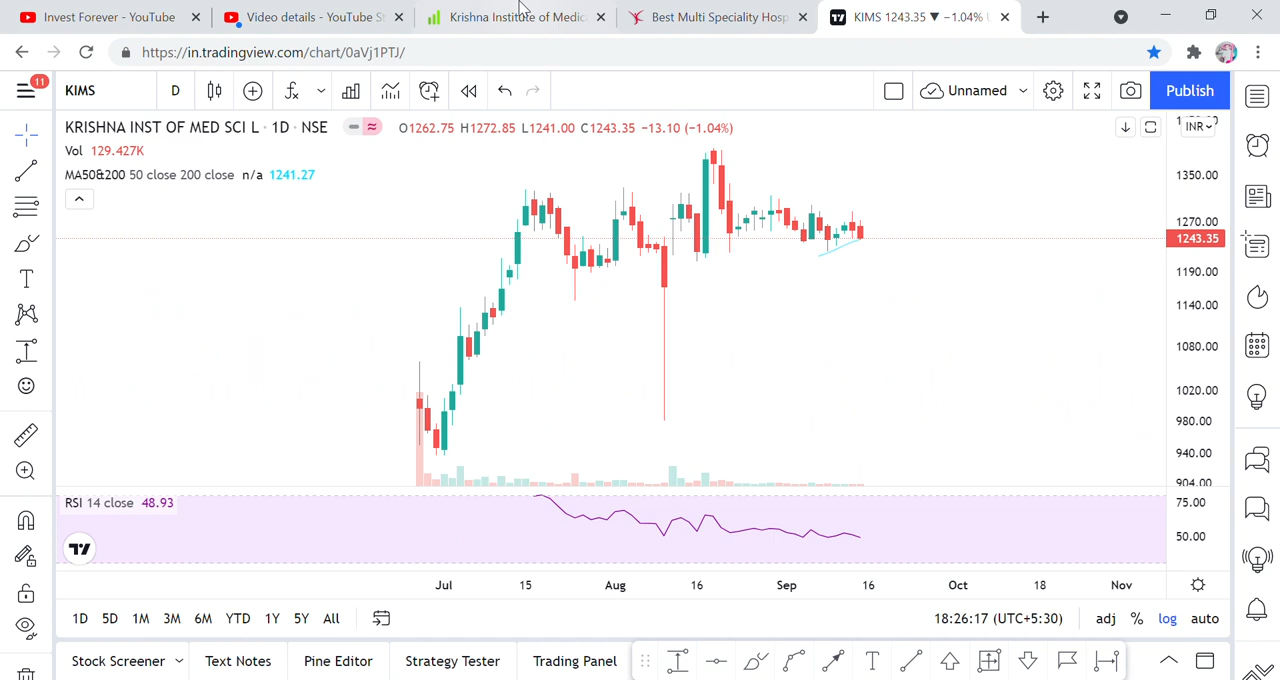 Invest Forever - YouTube
Video details - YouTube St
Krishna Institute of Medica
Best Multi Speciality Hosp
KIMS 1243.35 ▼ −1.04% U
https://in.tradingview.com/chart/0aVj1PTJ/
11
KIMS
D
Unnamed
Publish
KRISHNA INST OF MED SCI L · 1D · NSE
O1262.75 H1272.85 L1241.00 C1243.35 −13.10 (−1.04%)
INR
Vol 129.427K
MA50&200 50 close 200 close n/a 1241.27
1350.00
1270.00
1243.35
1190.00
1140.00
1080.00
1020.00
980.00
940.00
904.00
RSI 14 close 48.93
75.00
50.00
Jul 15 Aug 16 Sep 16 Oct 18 Nov
1D 5D 1M 3M 6M YTD 1Y 5Y All
18:26:17 (UTC+5:30)
adj % log auto
Stock Screener
Text Notes
Pine Editor
Strategy Tester
Trading Panel